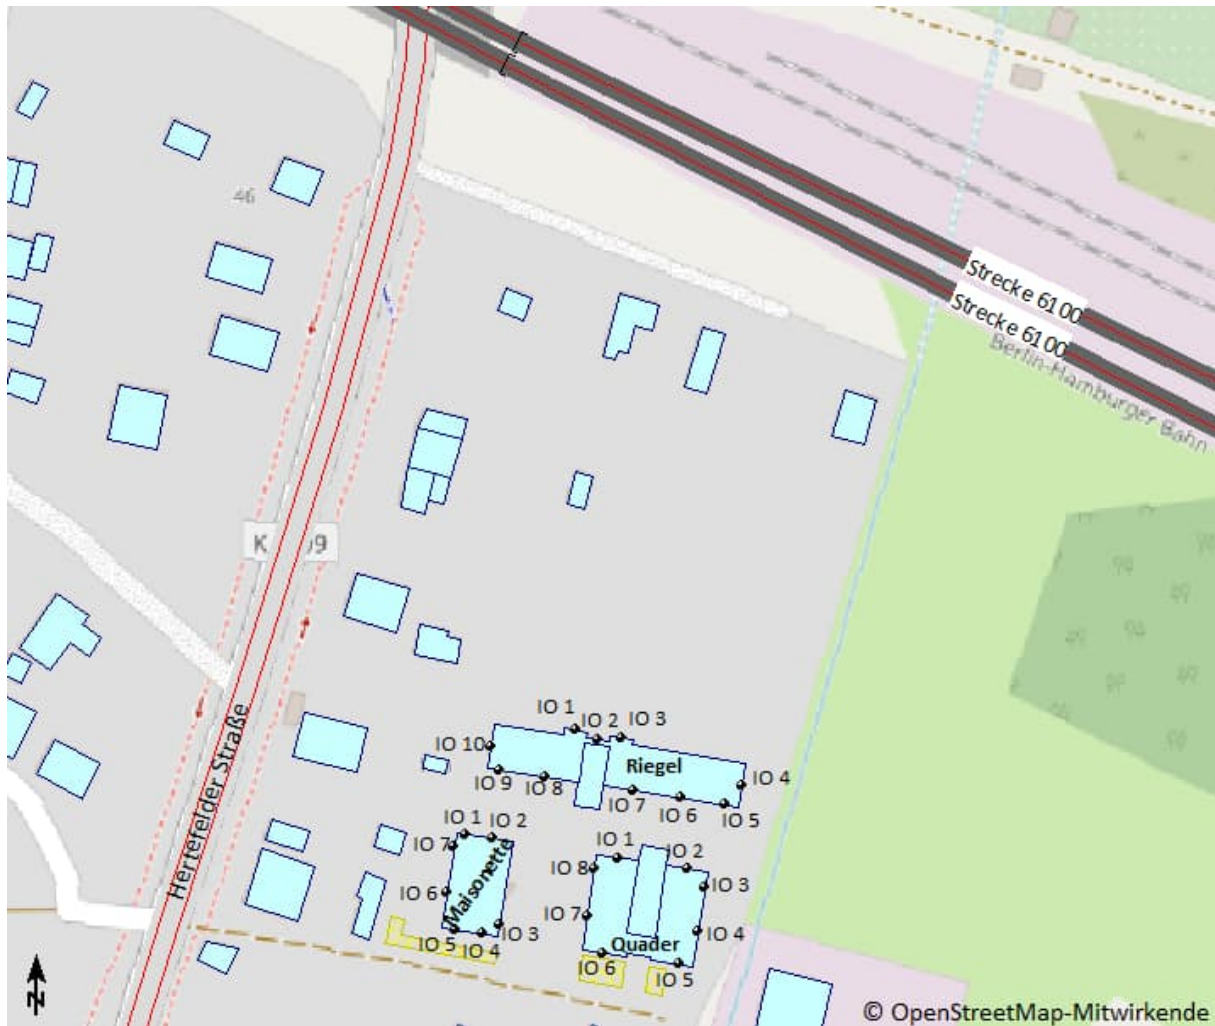 46
Strecke 6100
Strecke 6100
Berlin-Hamburger Bahn
K
99
Hertefelder Straße
IO 1
IO 2
IO 3
IO 10
Riegel
IO 4
IO 9
IO 8
IO 7
IO 6
IO 5
IO 1
IO 2
IO 7
Maisonette
IO 6
IO 5
IO 4
IO 3
IO 1
IO 2
IO 8
IO 3
IO 7
IO 4
Quader
IO 6
IO 5
N
© OpenStreetMap-Mitwirkende